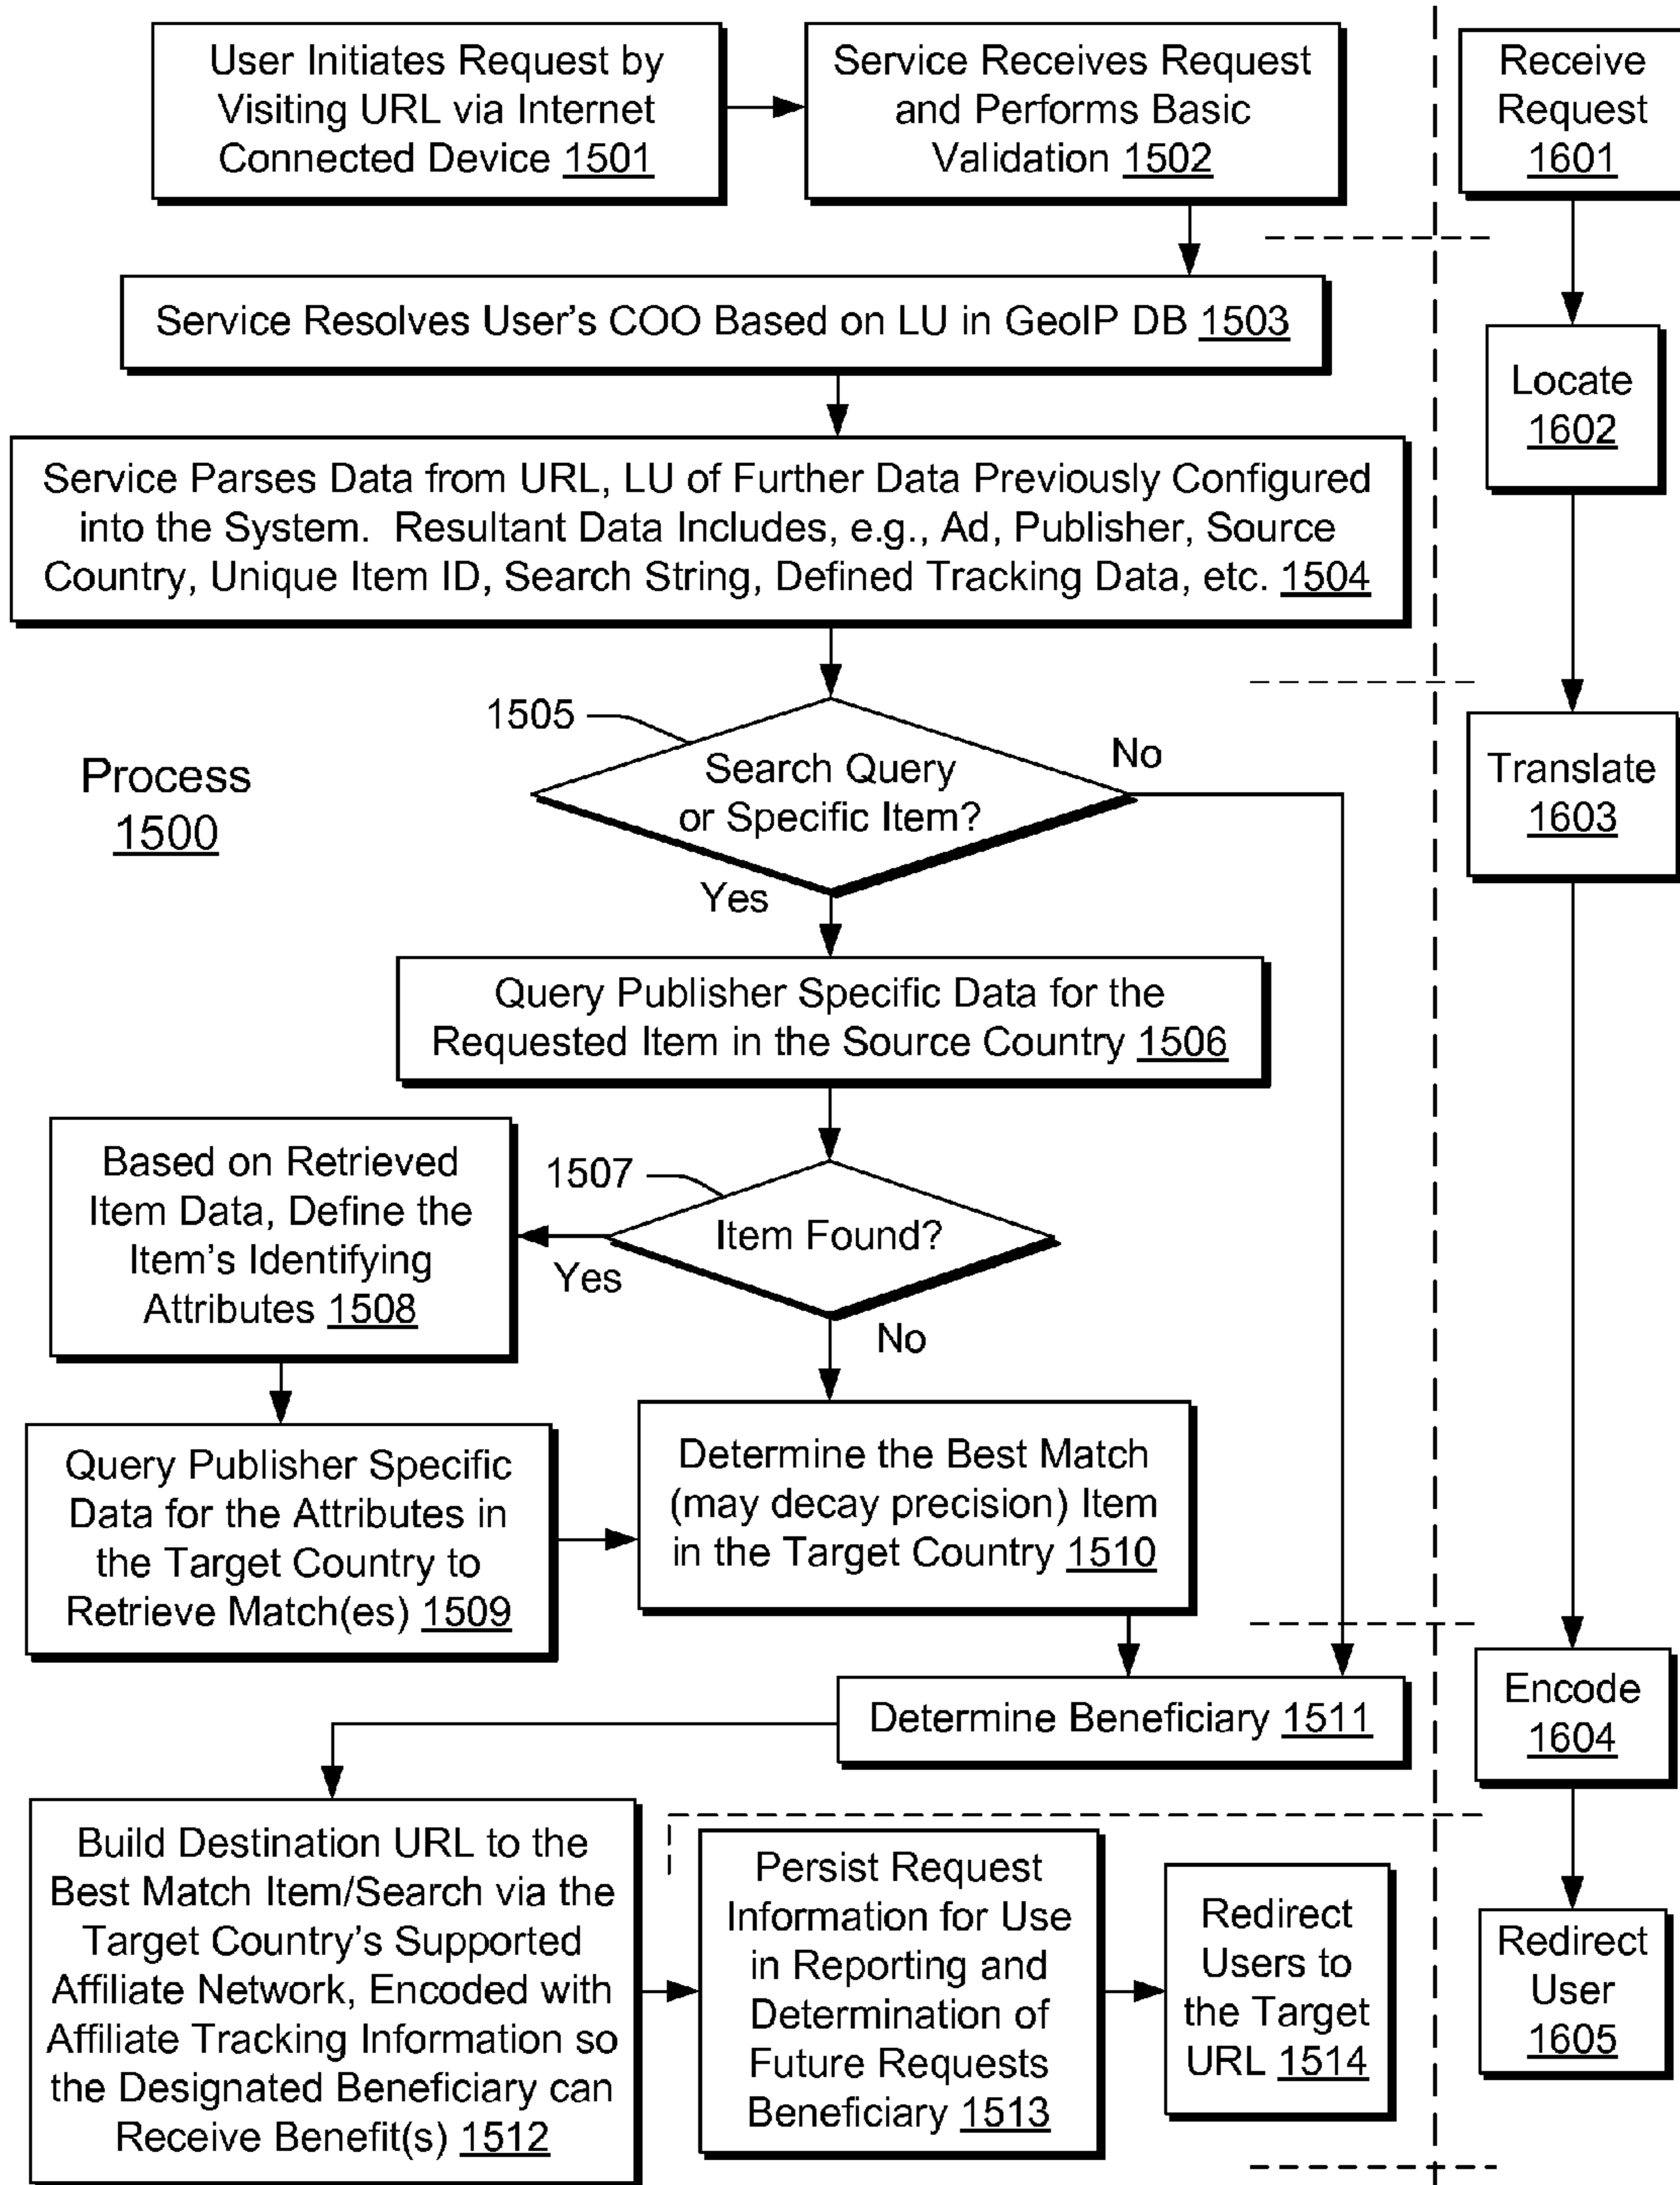 User Initiates Request by
Visiting URL via Internet
Connected Device 1501
Service Receives Request
and Performs Basic
Validation 1502
Service Resolves User's COO Based on LU in GeoIP DB 1503
Service Parses Data from URL, LU of Further Data Previously Configured
into the System. Resultant Data Includes, e.g., Ad, Publisher, Source
Country, Unique Item ID, Search String, Defined Tracking Data, etc. 1504
Process
1500
1505
Search Query
or Specific Item?
No
Yes
Query Publisher Specific Data for the
Requested Item in the Source Country 1506
1507
Item Found?
Yes
No
Based on Retrieved
Item Data, Define the
Item's Identifying
Attributes 1508
Query Publisher Specific
Data for the Attributes in
the Target Country to
Retrieve Match(es) 1509
Determine the Best Match
(may decay precision) Item
in the Target Country 1510
Determine Beneficiary 1511
Build Destination URL to the
Best Match Item/Search via the
Target Country's Supported
Affiliate Network, Encoded with
Affiliate Tracking Information so
the Designated Beneficiary can
Receive Benefit(s) 1512
Persist Request
Information for Use
in Reporting and
Determination of
Future Requests
Beneficiary 1513
Redirect
Users to
the Target
URL 1514
Receive
Request
1601
Locate
1602
Translate
1603
Encode
1604
Redirect
User
1605